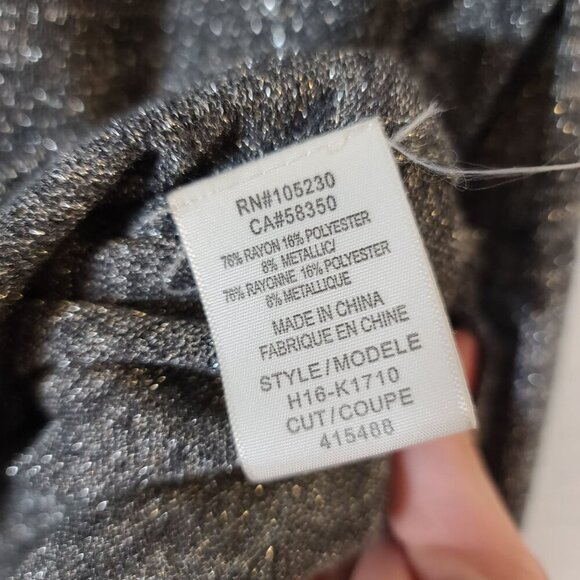 RN#105230
CA#58350
76% RAYON 16% POLYESTER
8% METALLIC/
76% RAYONNE 16% POLYESTER
8% METALLIQUE
MADE IN CHINA
FABRIQUE EN CHINE
STYLE/MODELE
H16-K1710
CUT/COUPE
415488